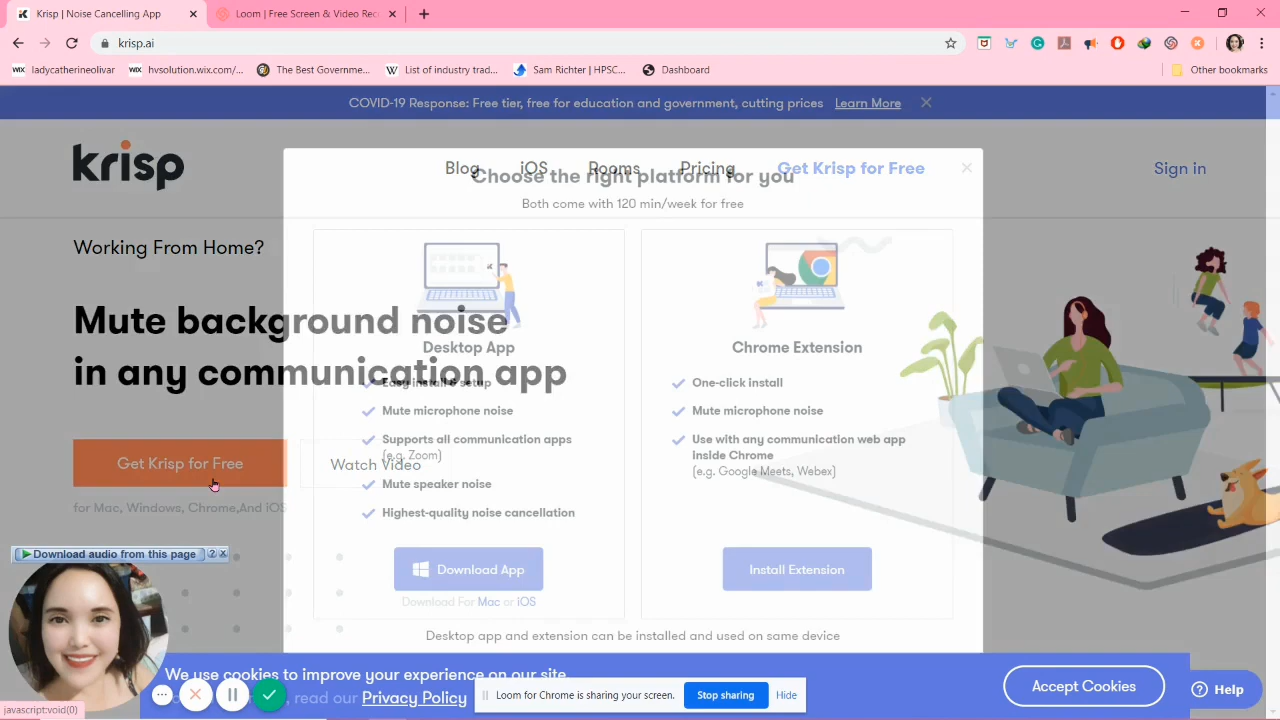 Krisp | Noise Cancelling App
Loom | Free Screen & Video Rec
krisp.ai
WiX ladycatherineolivar
WiX hvsolution.wix.com/...
The Best Governme...
W List of industry trad...
Sam Richter | HPSC...
Dashboard
Other bookmarks
COVID-19 Response: Free tier, free for education and government, cutting prices Learn More
krisp
Blog
iOS
Rooms
Pricing
Get Krisp for Free
Sign in
Choose the right platform for you
Both come with 120 min/week for free
Working From Home?
Mute background noise
in any communication app
Get Krisp for Free
Watch Video
for Mac, Windows, Chrome,And iOS
Desktop App
Easy install & setup
Mute microphone noise
Supports all communication apps
(e.g. Zoom)
Mute speaker noise
Highest-quality noise cancellation
Download App
Download For Mac or iOS
Chrome Extension
One-click install
Mute microphone noise
Use with any communication web app
inside Chrome
(e.g. Google Meets, Webex)
Install Extension
Desktop app and extension can be installed and used on same device
Download audio from this page
We use cookies to improve your experience on our site.
read our Privacy Policy
Accept Cookies
Help
Loom for Chrome is sharing your screen.
Stop sharing
Hide
javascript:void(0)